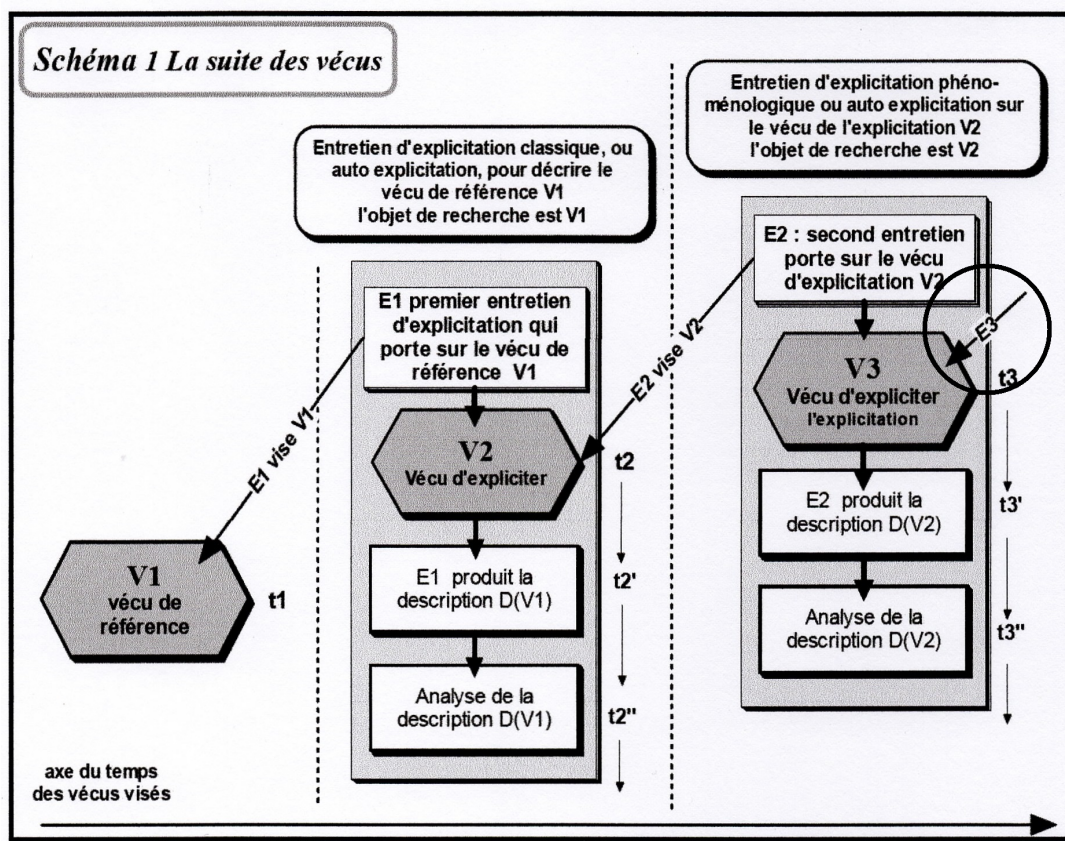 Schéma 1 La suite des vécus
Entretien d'explicitation classique, ou
auto explicitation, pour décrire le
vécu de référence V1
l'objet de recherche est V1
Entretien d'explicitation phéno-
ménologique ou auto explicitation sur
le vécu de l'explicitation V2
l'objet de recherche est V2
E1 vise V1
V1
vécu de
référence
t1
E1 premier entretien
d'explicitation qui
porte sur le vécu de
référence V1
V2
Vécu d'expliciter
t2
E1 produit la
description D(V1)
t2'
Analyse de la
description D(V1)
t2''
E2 vise V2
E2 : second entretien
porte sur le vécu
d'explicitation V2
E3
V3
Vécu d'expliciter
l'explicitation
t3
E2 produit la
description D(V2)
t3'
Analyse de la
description D(V2)
t3''
axe du temps
des vécus visés